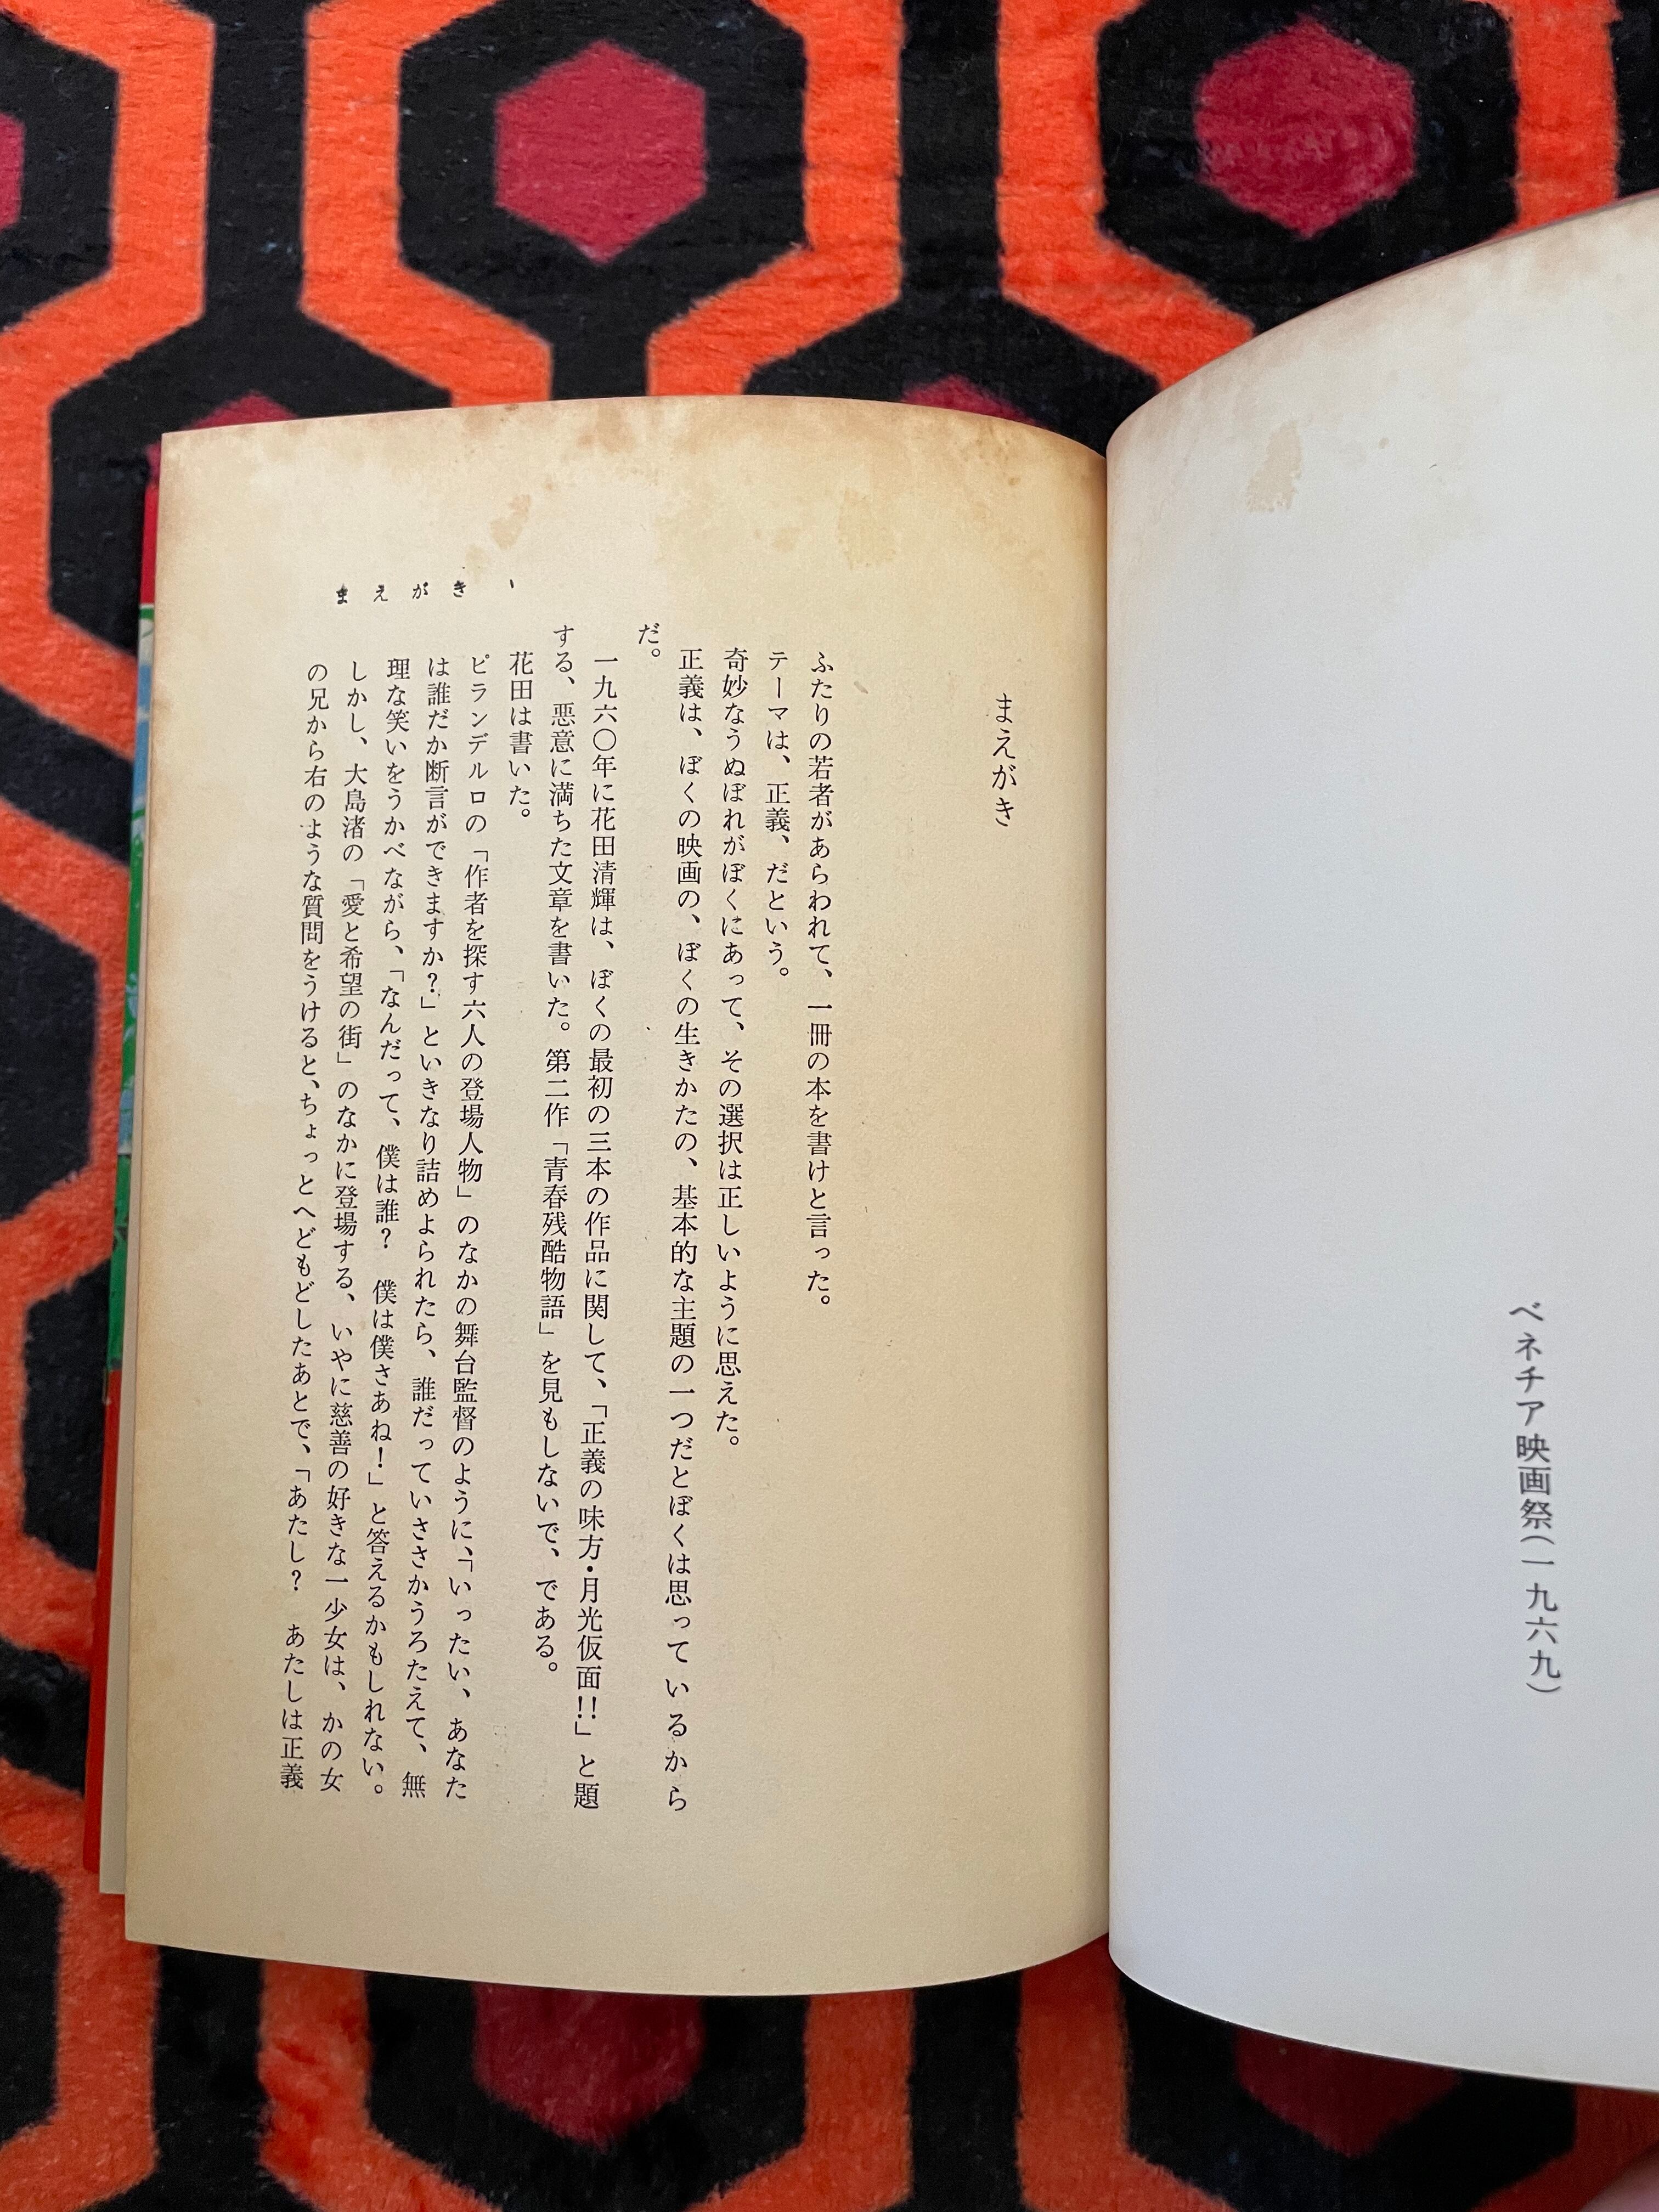 ベネチア映画祭(一九六九)
まえがき
ふたりの若者があらわれて、一冊の本を書けと言った。
テーマは、正義、だという。
奇妙なうぬぼれがぼくにあって、その選択は正しいように思えた。
正義は、ぼくの映画の、ぼくの生きかたの、基本的な主題の一つだとぼくは思っているから
だ。
一九六〇年に花田清輝は、ぼくの最初の三本の作品に関して、「正義の味方・月光仮面!!」と題
する、悪意に満ちた文章を書いた。第二作「青春残酷物語」を見もしないで、である。
花田は書いた。
ピランデルロの「作者を探す六人の登場人物」のなかの舞台監督のように、「いったい、あなた
は誰だか断言ができますか?」といきなり詰めよられたら、誰だっていささかうろたえて、無
理な笑いをうかべながら、「なんだって、僕は誰? 僕は僕さあね!」と答えるかもしれない。
しかし、大島渚の「愛と希望の街」のなかに登場する、いやに慈善の好きな一少女は、かの女
の兄から右のような質問をうけると、ちょっとへどもどしたあとで、「あたし? あたしは正義
まえがき